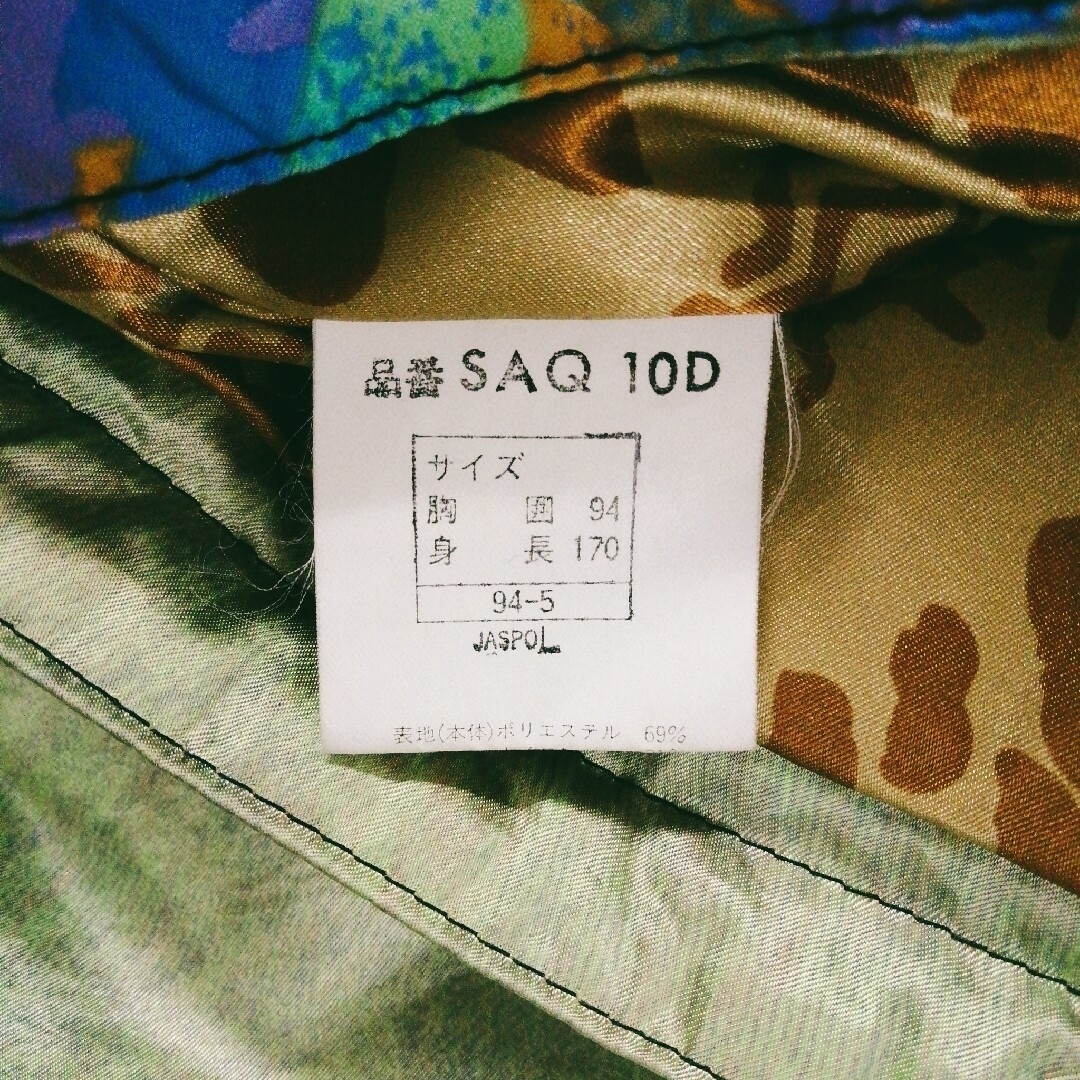 品番 SAQ 10D
サイズ
胸 囲 94
身 長 170
94-5
JASPOL
表地(本体)ポリエステル 69%